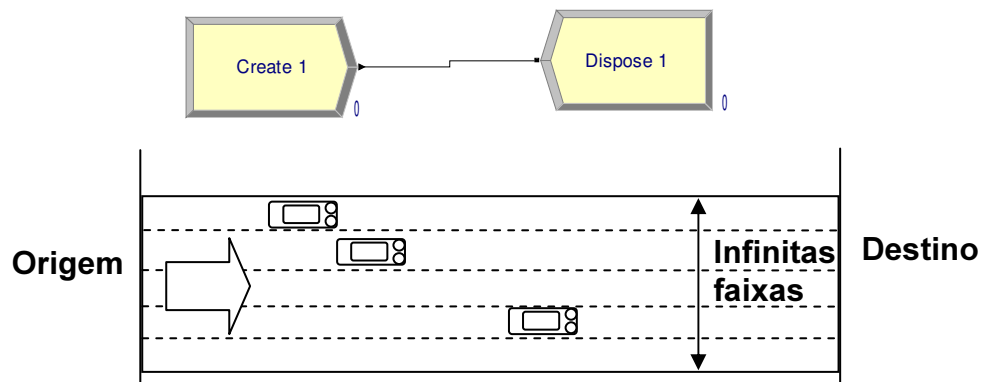 Create 1
Dispose 1
0
0
Origem
Infinitas
faixas
Destino